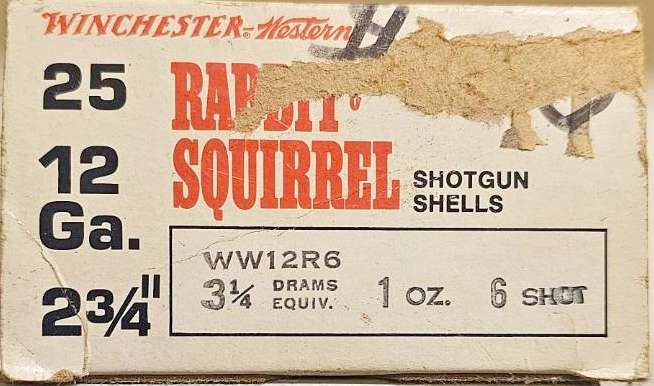 WINCHESTER-Western
25
RABBIT &
SQUIRREL
SHOTGUN
SHELLS
12
Ga.
2¾"
WW12R6
3¼ DRAMS EQUIV. 1 OZ. 6 SHOT